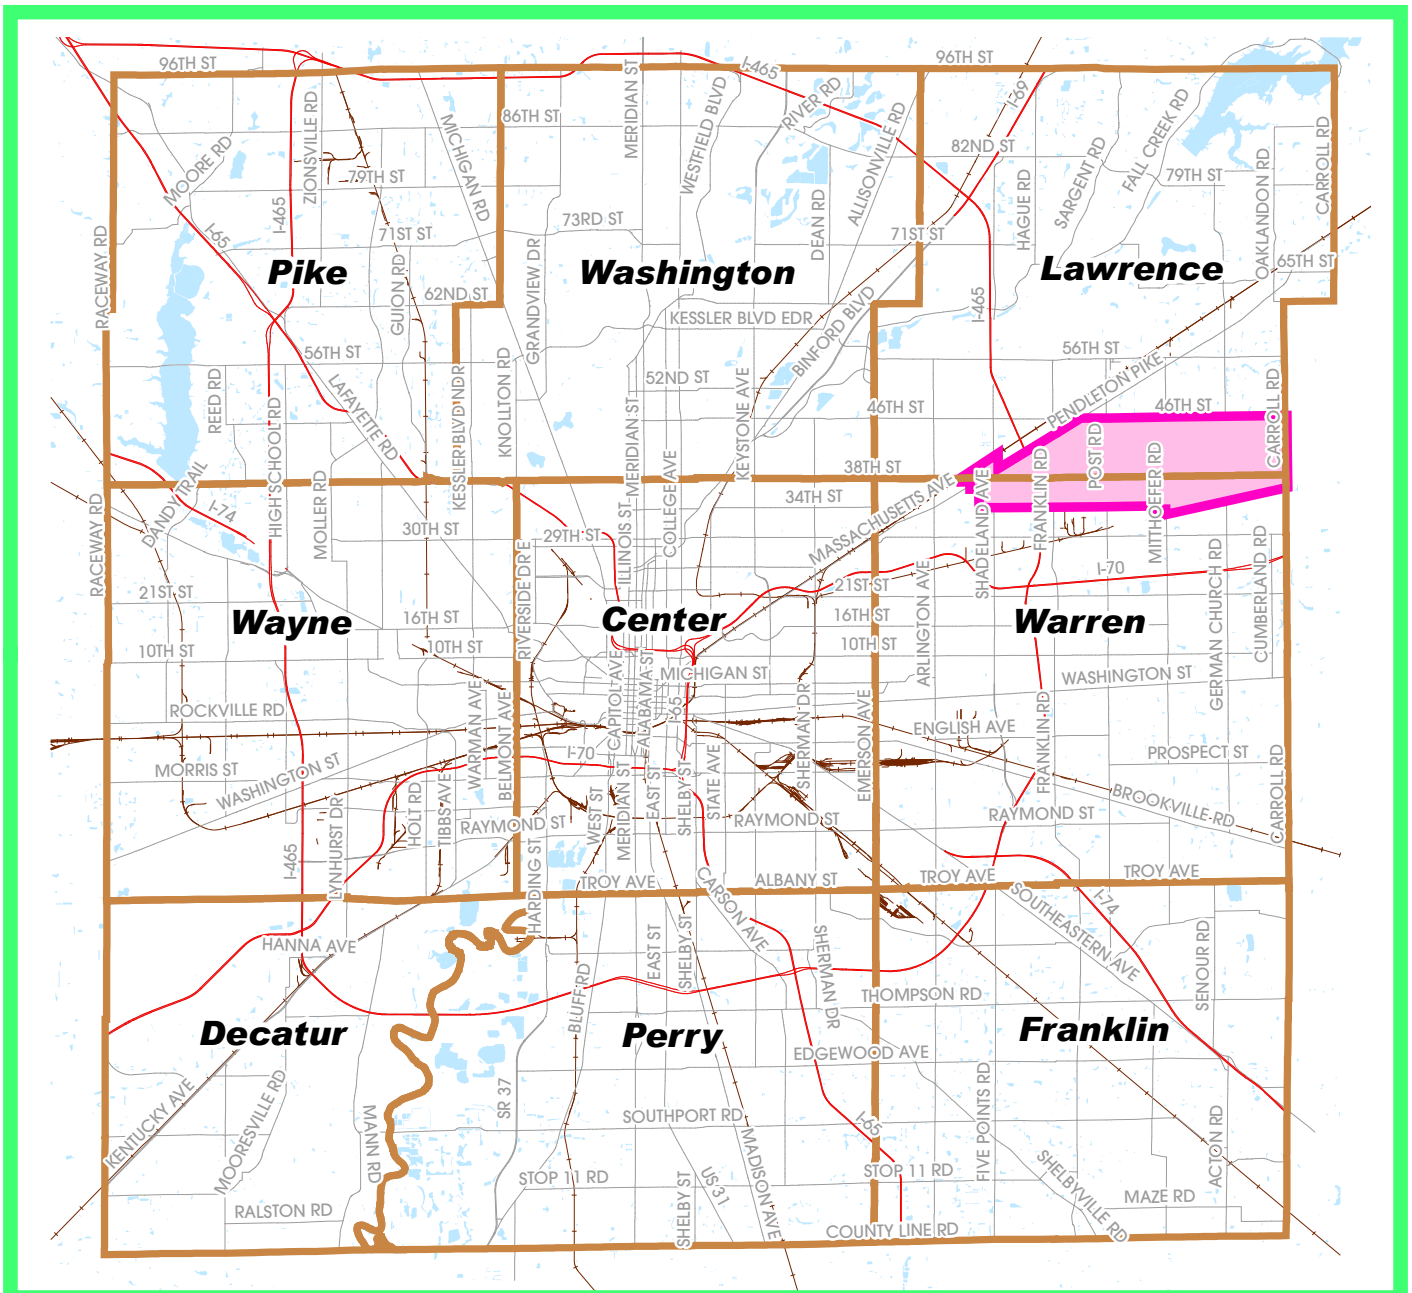 96TH ST
I-465
96TH ST
MERIDIAN ST
WESTFIELD BLVD
RIVER RD
I-69
86TH ST
ZIONSVILLE RD
MICHIGAN RD
ALLISONVILLE RD
82ND ST
SARGENT RD
FALL CREEK RD
MOORE RD
79TH ST
79TH ST
OAKLANDON RD
CARROLL RD
I-465
I-65
73RD ST
71ST ST
DEAN RD
71ST ST
HAGUE RD
RACEWAY RD
Pike
Washington
Lawrence
65TH ST
GUION RD
62ND ST
GRANDVIEW DR
KESSLER BLVD EDR
BINFORD BLVD
I-465
56TH ST
56TH ST
PENDLETON PIKE
REED RD
LAFAYETTE RD
KESSLER BLVD NDR
KNOLLTON RD
52ND ST
KEYSTONE AVE
46TH ST
46TH ST
CARROLL RD
HIGH SCHOOL RD
MERIDIAN ST
COLLEGE AVE
38TH ST
POST RD
FRANKLIN RD
MITTHOEFER RD
RACEWAY RD
DANDY TRAIL
I-74
MOLLER RD
30TH ST
29TH ST
ILLINOIS ST
34TH ST
MASSACHUSETTS AVE
SHADELAND AVE
I-70
21ST ST
21ST ST
RIVERSIDE DR E
ARLINGTON AVE
GERMAN CHURCH RD
CUMBERLAND RD
Wayne
16TH ST
Center
16TH ST
Warren
10TH ST
10TH ST
10TH ST
CAPITOL AVE
ALABAMA ST
MICHIGAN ST
WASHINGTON ST
ROCKVILLE RD
WARMAN AVE
BELMONT AVE
I-65
SHERMAN DR
EMERSON AVE
ENGLISH AVE
FRANKLIN RD
MORRIS ST
WASHINGTON ST
I-70
PROSPECT ST
CARROLL RD
LYNHURST DR
HOLT RD
TIBBS AVE
RAYMOND ST
WEST ST
MERIDIAN ST
EAST ST
SHELBY ST
STATE AVE
RAYMOND ST
RAYMOND ST
BROOKVILLE RD
I-465
HARDING ST
TROY AVE
CARSON AVE
ALBANY ST
TROY AVE
TROY AVE
SOUTHEASTERN AVE
I-74
HANNA AVE
EAST ST
SHELBY ST
SHERMAN DR
SENOUR RD
BLUFF RD
THOMPSON RD
Decatur
Perry
Franklin
EDGEWOOD AVE
KENTUCKY AVE
MOORESVILLE RD
MANN RD
SR 37
SOUTHPORT RD
MADISON AVE
I-65
FIVE POINTS RD
ACTON RD
STOP 11 RD
SHELBY ST
US 31
STOP 11 RD
SHELBYVILLE RD
MAZE RD
RALSTON RD
COUNTY LINE RD